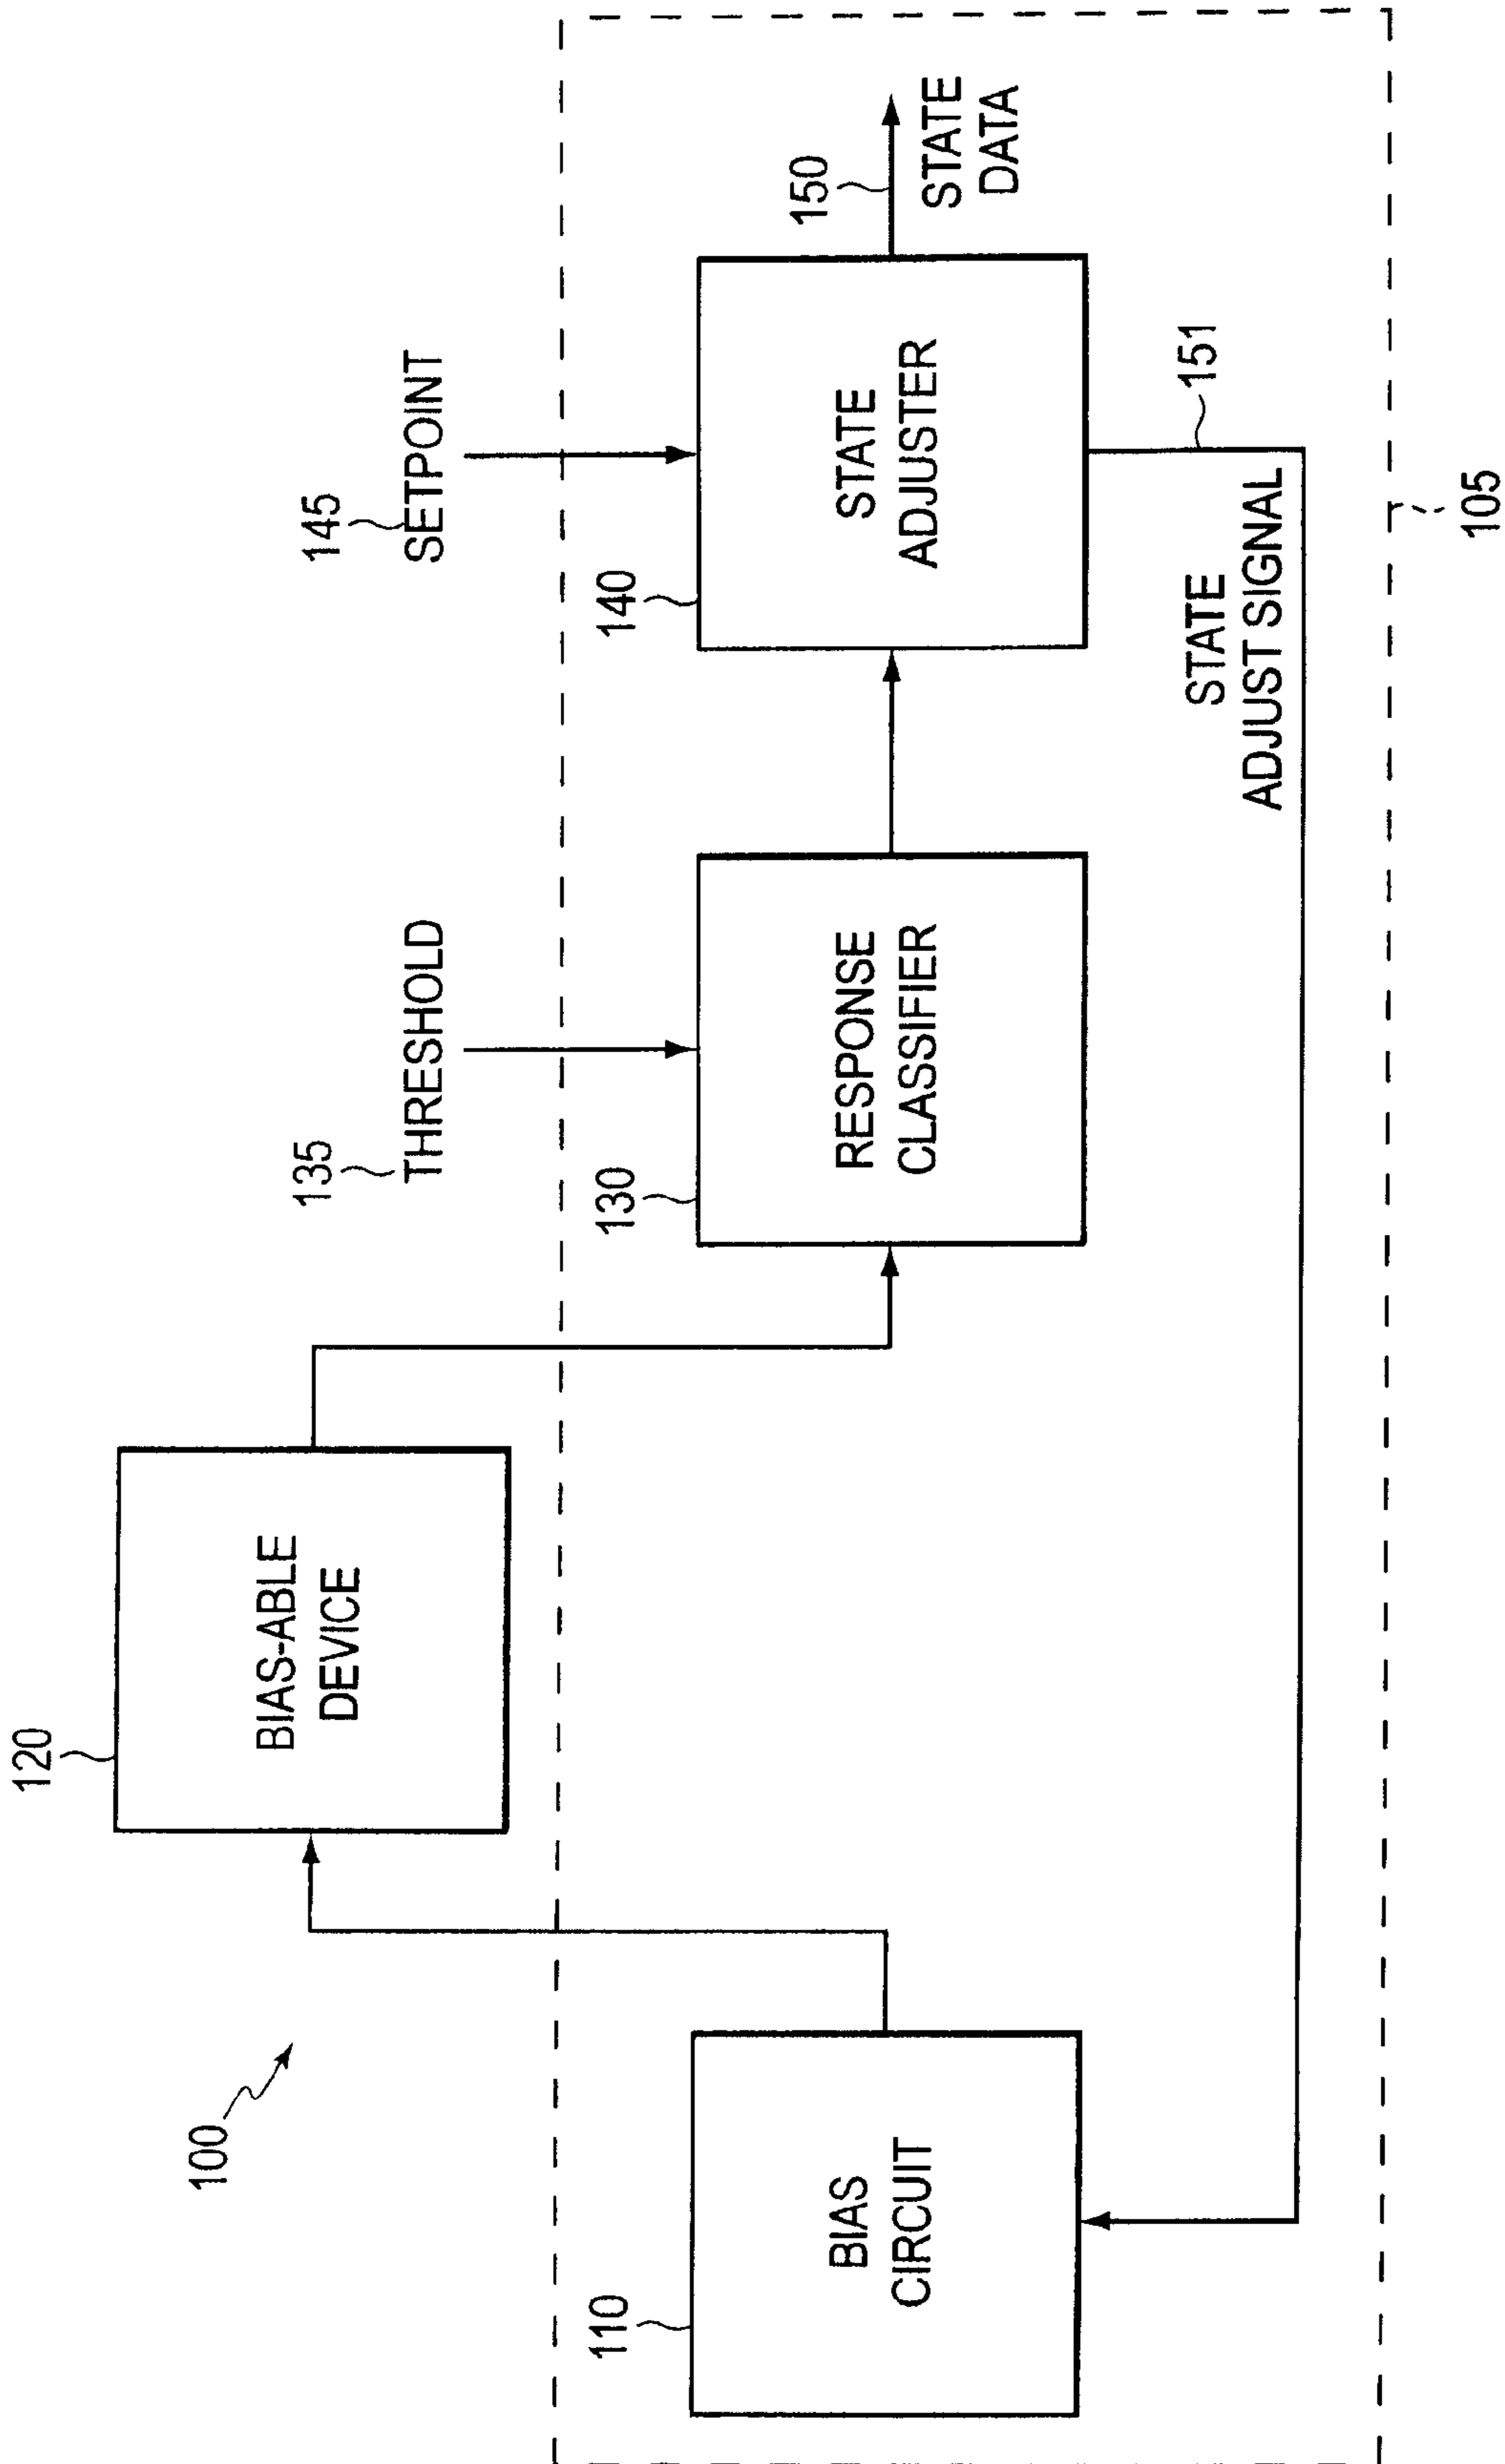 100
120
BIAS-ABLE
DEVICE
135
THRESHOLD
145
SETPOINT
110
BIAS
CIRCUIT
130
RESPONSE
CLASSIFIER
140
STATE
ADJUSTER
150
STATE
DATA
STATE
ADJUST SIGNAL
151
105